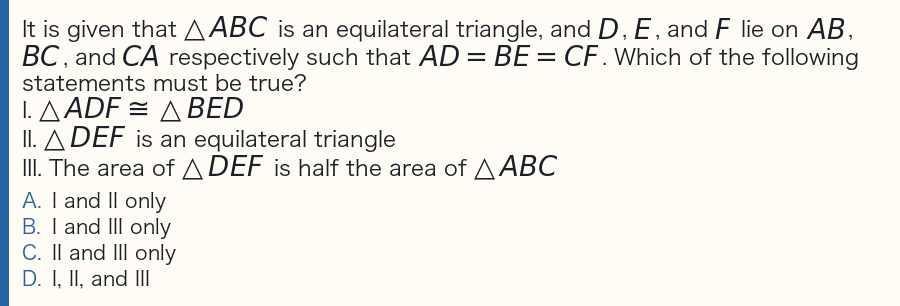 It is given that △ABC is an equilateral triangle, and D, E, and F lie on AB,
BC, and CA respectively such that AD = BE = CF. Which of the following
statements must be true?
I. △ADF ≅ △BED
II. △DEF is an equilateral triangle
III. The area of △DEF is half the area of △ABC
A. I and II only
B. I and III only
C. II and III only
D. I, II, and III